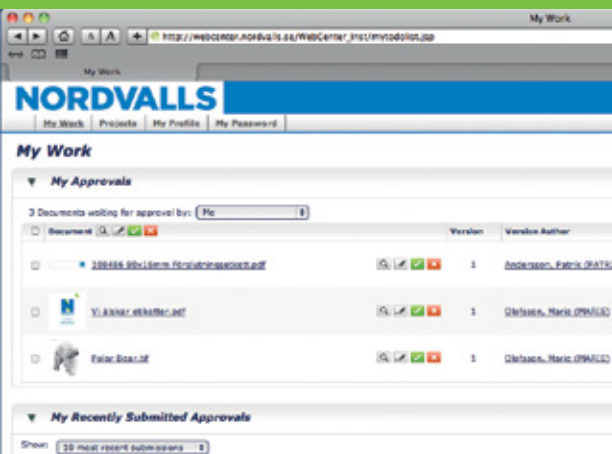 My Work
A A + http://webcenter.nordvalls.se/WebCenter_Inst/mytodolist.jsp
My Work
NORDVALLS
My Work Projects My Profile My Password
My Work
My Approvals
3 Documents waiting for approval by: Me
Document Version Version Author
80x16mm 1 Andersson, Patrik
Vi älskar etiketter.pdf 1 Olofsson, Marie
Polar Bear.tif 1 Olofsson, Marie
My Recently Submitted Approvals
Show: 10 most recent submissions